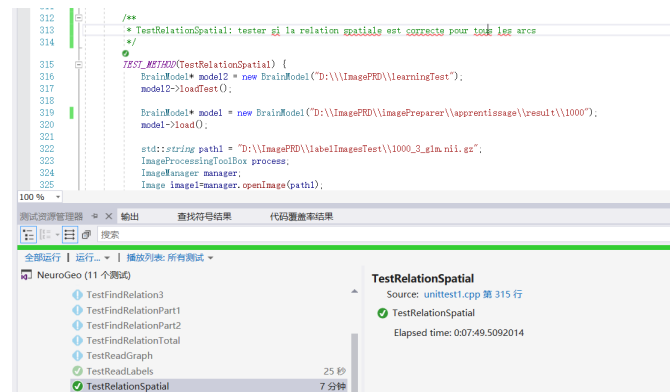 312 /**
313 * TestRelationSpatial: tester si la relation spatiale est correcte pour tous les arcs
314 */
315 TEST_METHOD(TestRelationSpatial) {
316 BrainModel* model2 = new BrainModel("D:\\\ImagePRD\\learningTest");
317 model2->loadTest();
318
319 BrainModel* model = new BrainModel("D:\\ImagePRD\\imagePreparer\\apprentissage\\result\\1000");
320 model->load();
321
322 std::string path1 = "D:\\ImagePRD\\labelImagesTest\\1000_3_glm.nii.gz";
323 ImageProcessingToolBox process;
324 ImageManager manager;
325 Image image1=manager.openImage(path1);
100 %
测试资源管理器 输出 查找符号结果 代码覆盖率结果
搜索
全部运行 | 运行... | 播放列表: 所有测试
NeuroGeo (11 个测试)
TestFindRelation3
TestFindRelationPart1
TestFindRelationPart2
TestFindRelationTotal
TestReadGraph
TestReadLabels 25 秒
TestRelationSpatial 7 分钟
TestRelationSpatial
Source: unittest1.cpp 第 315 行
TestRelationSpatial
Elapsed time: 0:07:49.5092014